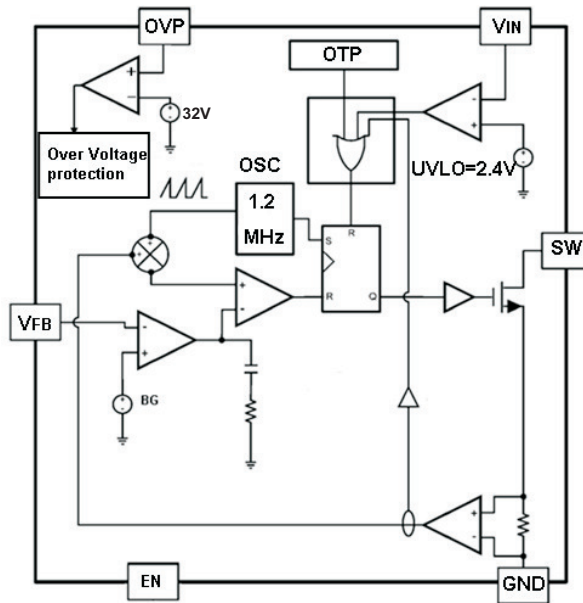 OVP
VIN
OTP
32V
Over Voltage
protection
OSC
UVLO=2.4V
1.2
MHz
S
R
SW
R
Q
VFB
BG
EN
GND
+
-
-
+
+
+
+
+
-
-
+
+
-